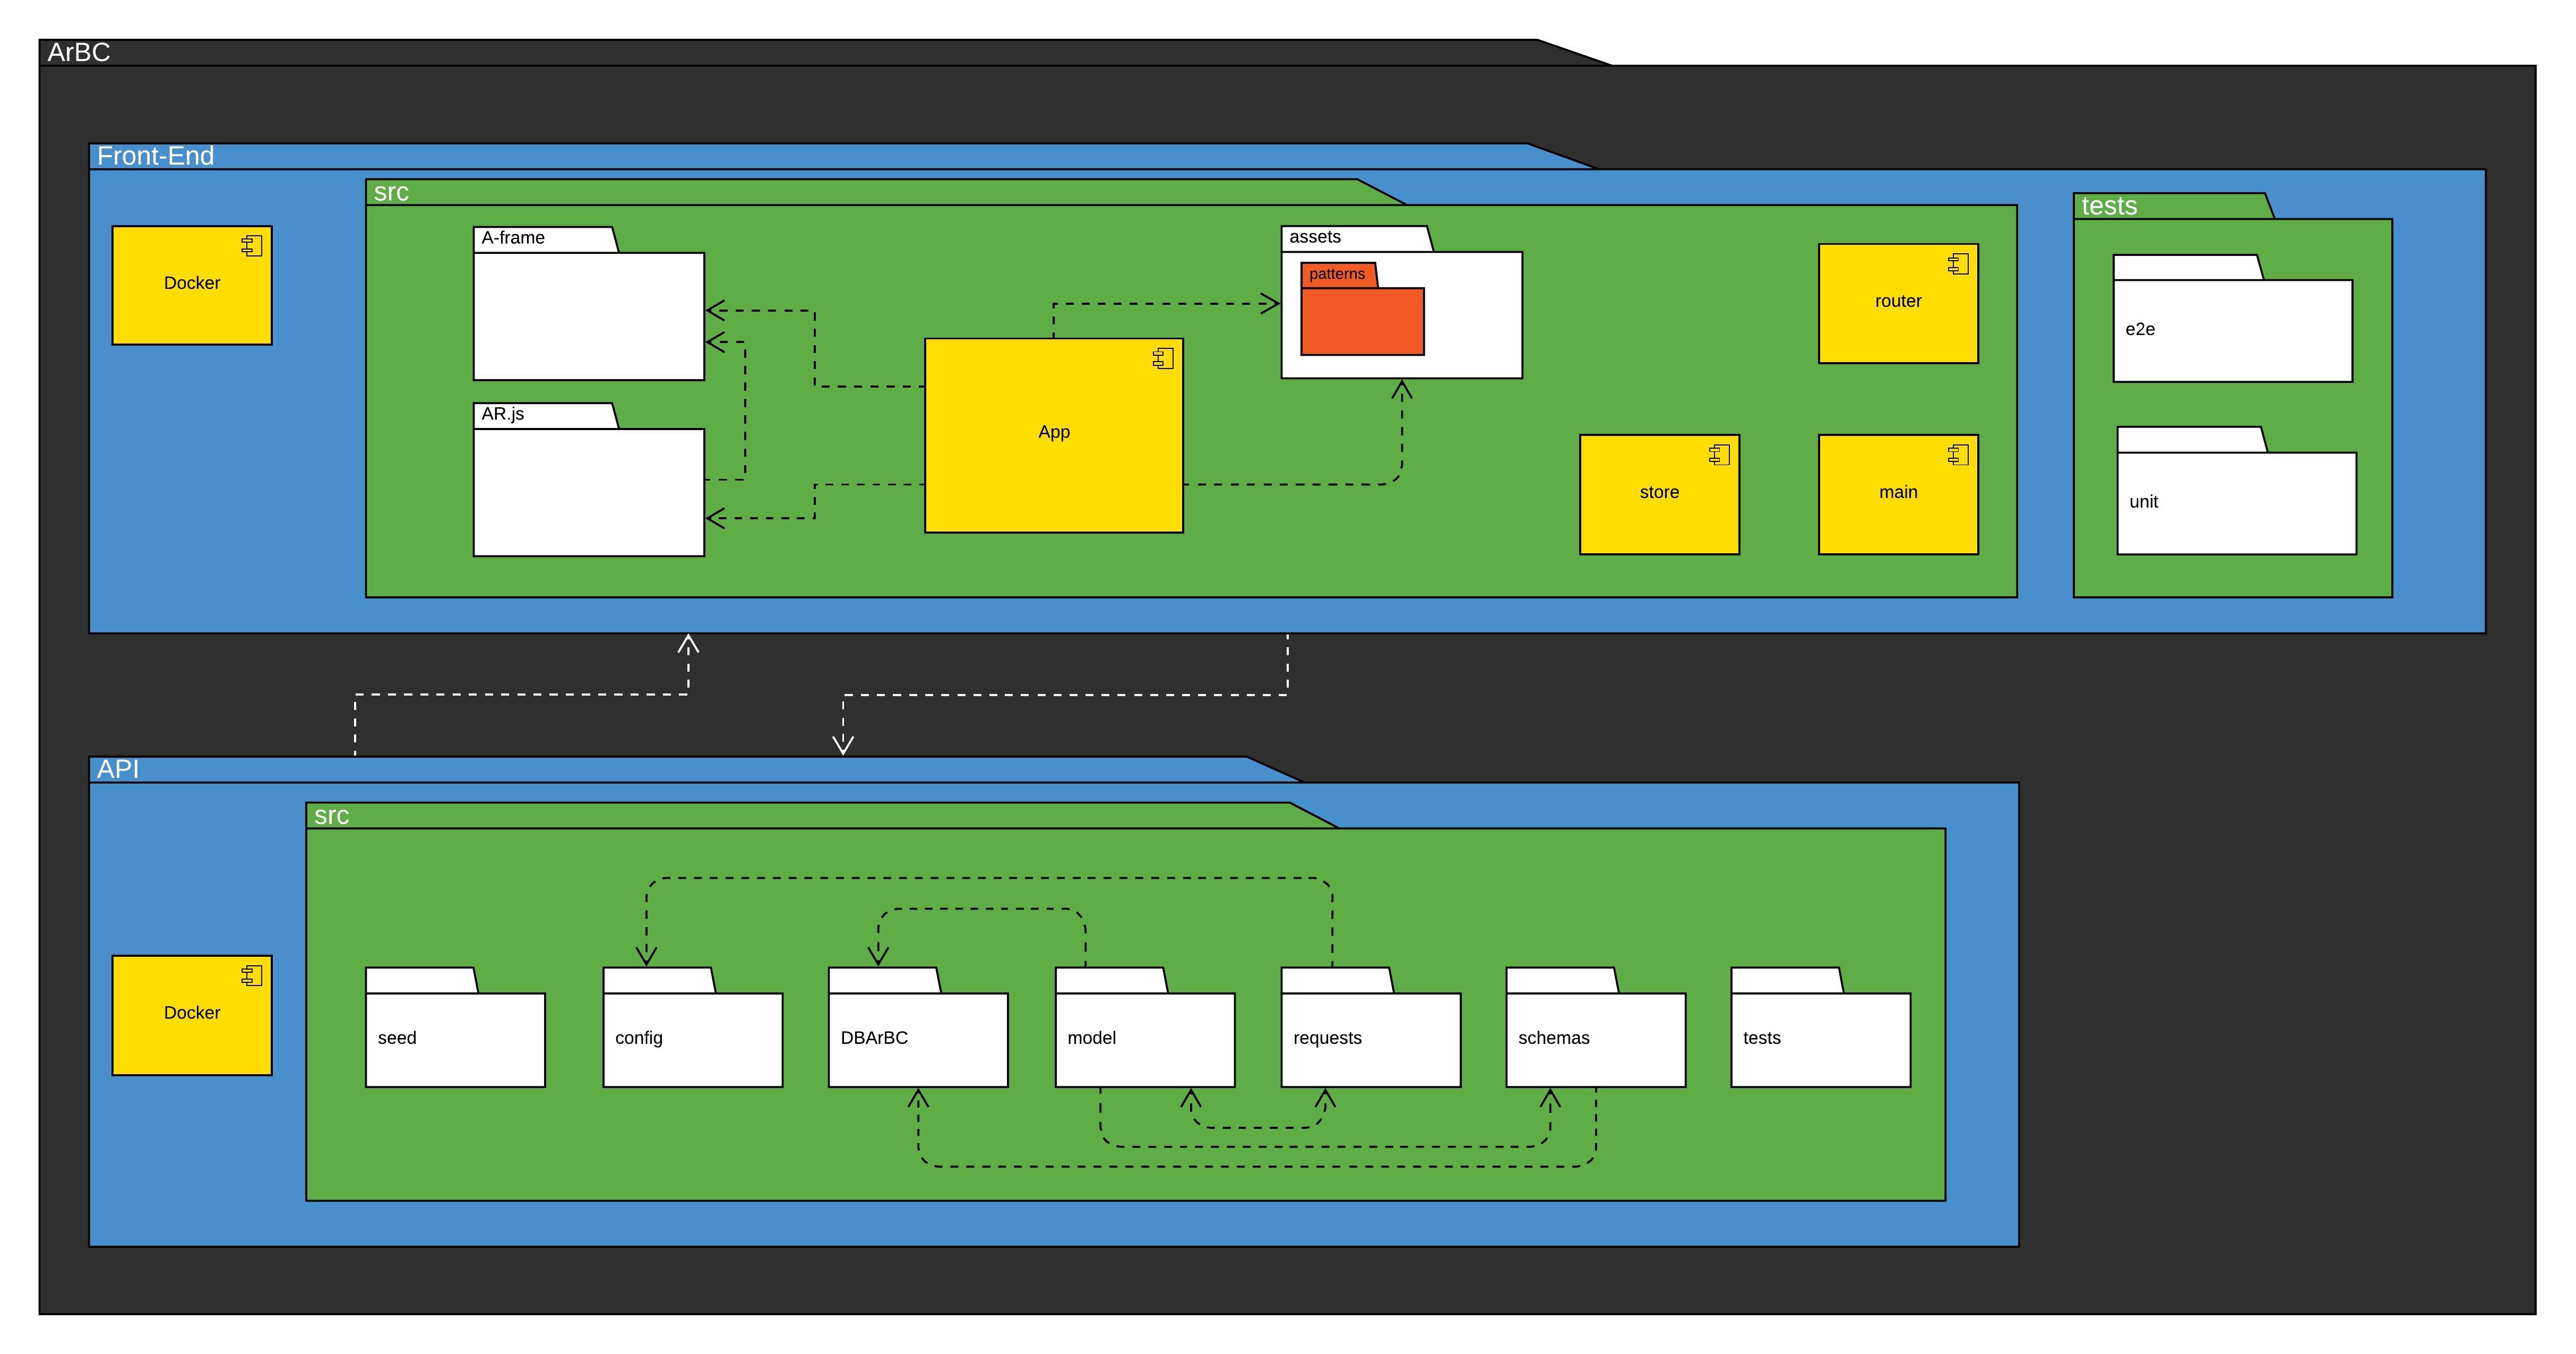 ArBC
Front-End
src
tests
A-frame
assets
patterns
Docker
router
e2e
AR.js
App
store
main
unit
API
src
Docker
seed
config
DBArBC
model
requests
schemas
tests